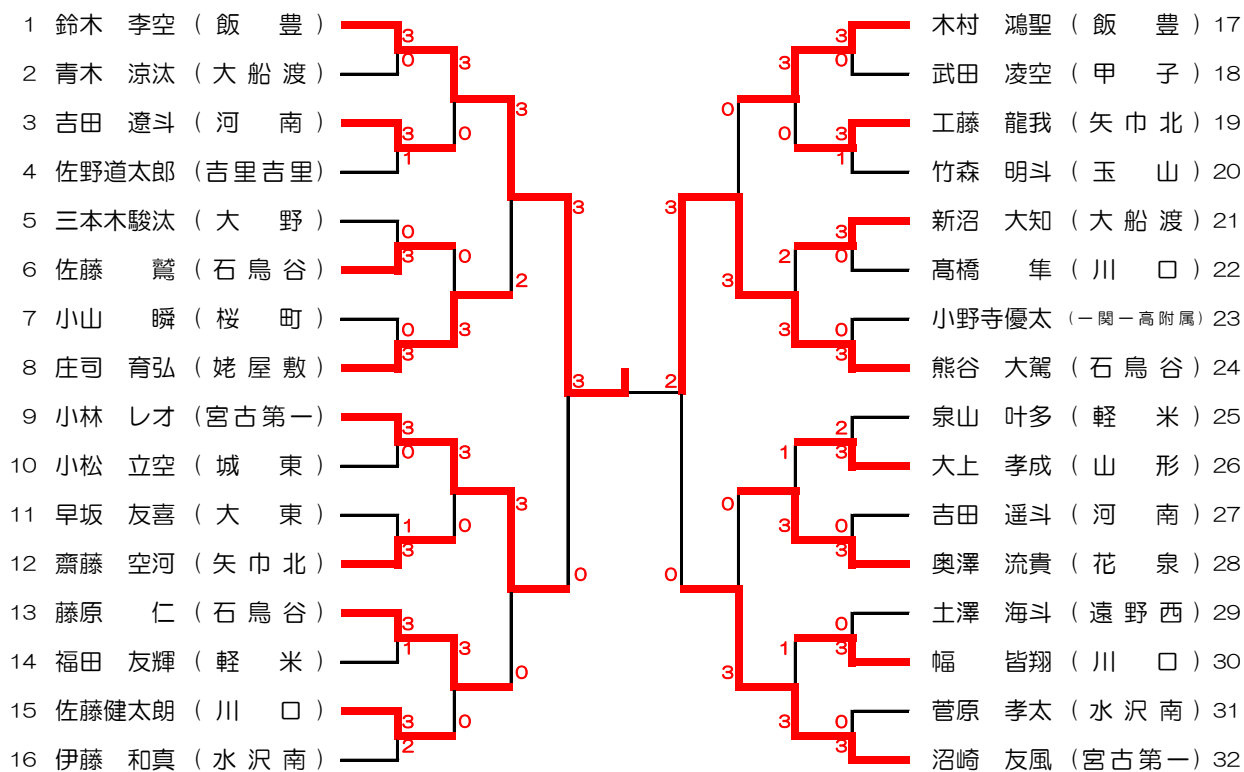 1 鈴木 李空 ( 飯 豊 )
2 青木 涼汰 ( 大 船 渡 )
3 吉田 遼斗 ( 河 南 )
4 佐野道太郎 (吉里吉里)
5 三本木駿汰 ( 大 野 )
6 佐藤 鷲 ( 石 鳥 谷 )
7 小山 瞬 ( 桜 町 )
8 庄司 育弘 ( 姥 屋 敷 )
9 小林 レオ (宮古第一)
10 小松 立空 ( 城 東 )
11 早坂 友喜 ( 大 東 )
12 齋藤 空河 ( 矢 巾 北 )
13 藤原 仁 ( 石 鳥 谷 )
14 福田 友輝 ( 軽 米 )
15 佐藤健太朗 ( 川 口 )
16 伊藤 和真 ( 水 沢 南 )
3
0
3
1
0
3
0
3
3
0
1
3
3
1
3
2
3
0
0
3
3
0
3
0
3
2
3
0
3
0
3
2
3
0
0
3
0
3
3
0
2
3
1
3
1
3
3
0
3
1
3
0
0
3
2
3
0
3
0
3
0
3
木村 鴻聖 ( 飯 豊 ) 17
武田 凌空 ( 甲 子 ) 18
工藤 龍我 ( 矢 巾 北 ) 19
竹森 明斗 ( 玉 山 ) 20
新沼 大知 ( 大 船 渡 ) 21
髙橋 隼 ( 川 口 ) 22
小野寺優太 (一関一高附属) 23
熊谷 大駕 ( 石 鳥 谷 ) 24
泉山 叶多 ( 軽 米 ) 25
大上 孝成 ( 山 形 ) 26
吉田 遥斗 ( 河 南 ) 27
奥澤 流貴 ( 花 泉 ) 28
土澤 海斗 ( 遠 野 西 ) 29
幅 皆翔 ( 川 口 ) 30
菅原 孝太 ( 水 沢 南 ) 31
沼崎 友風 (宮古第一) 32